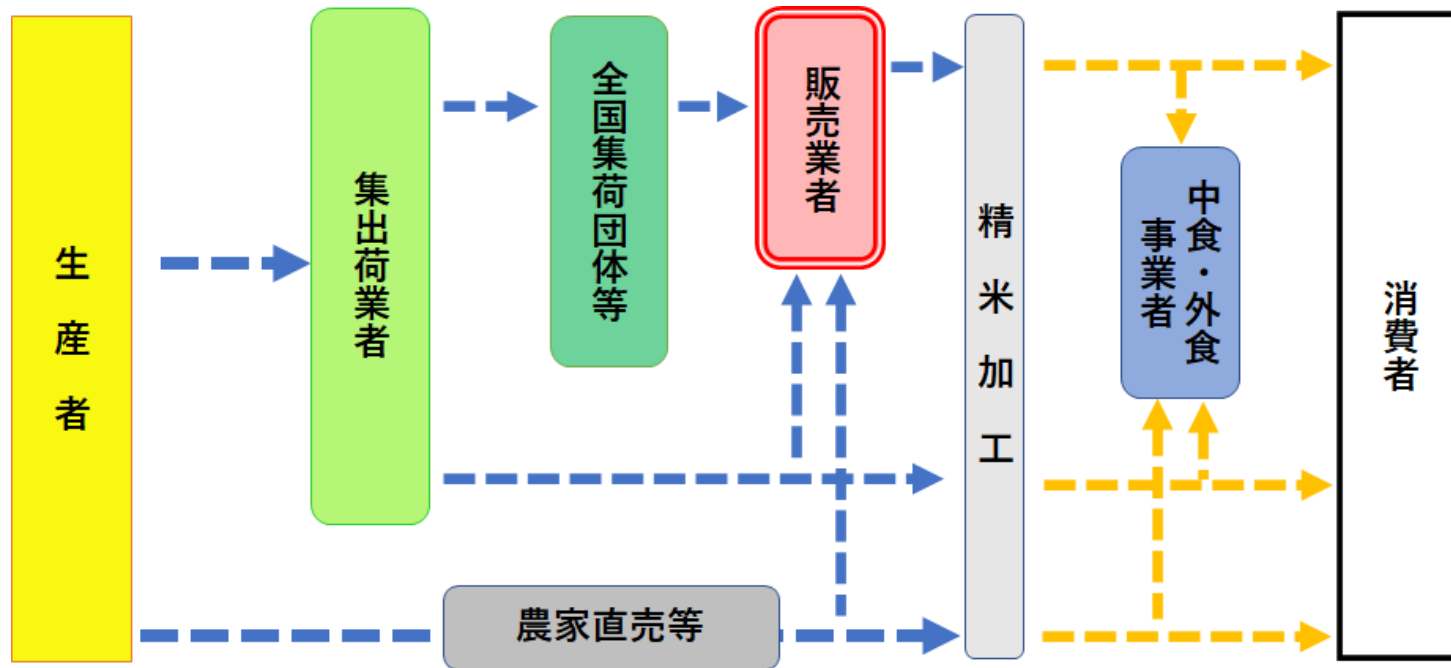 生産者
集出荷業者
全国集荷団体等
販売業者
精米加工
中食・外食
事業者
消費者
農家直売等